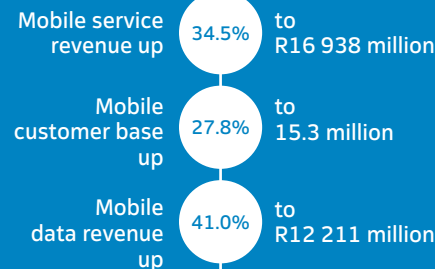 Mobile service
revenue up
34.5%
to
R16 938 million
Mobile
customer base
up
27.8%
to
15.3 million
Mobile
data revenue
up
41.0%
to
R12 211 million